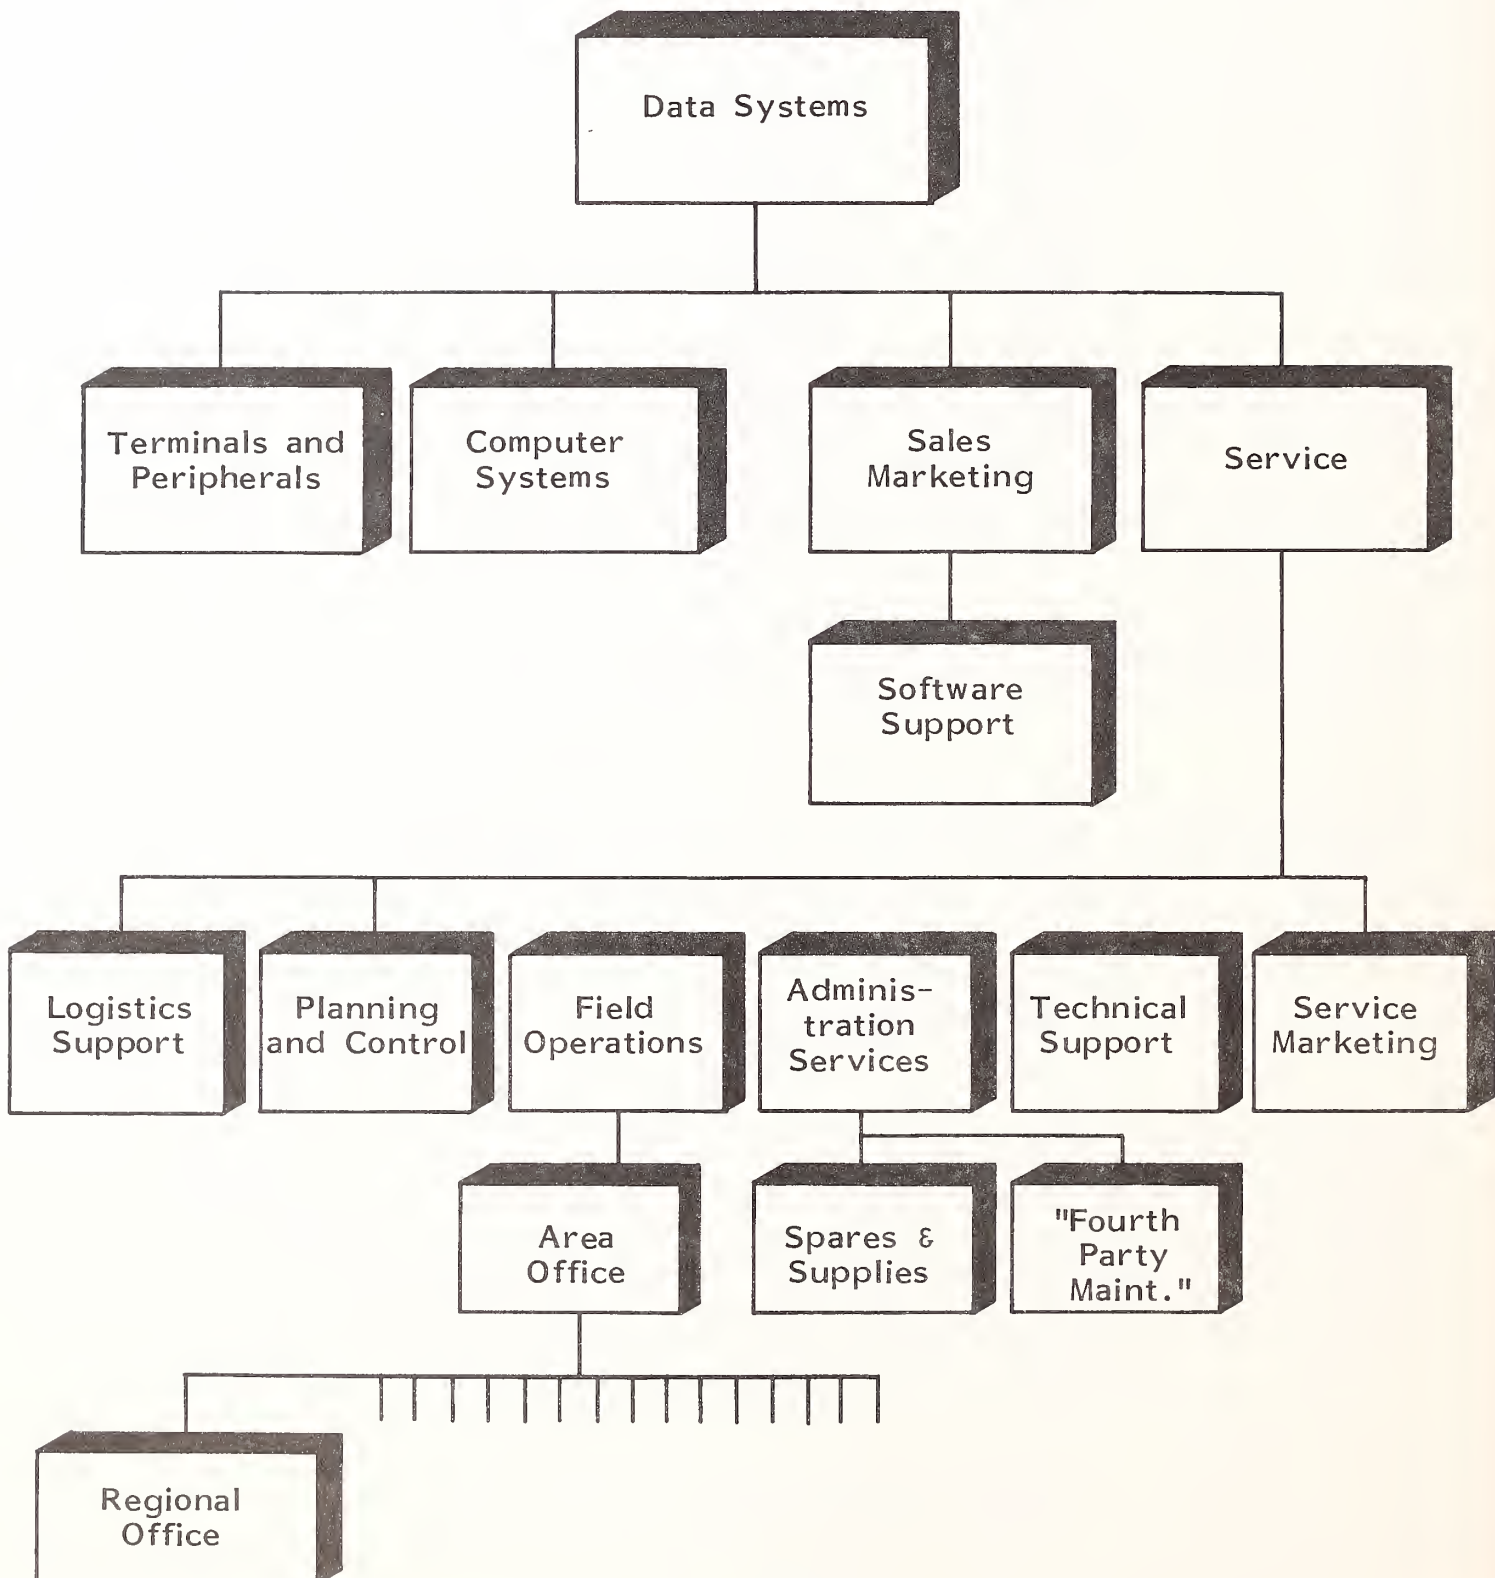 Data Systems
Terminals and
Peripherals
Computer
Systems
Sales
Marketing
Service
Software
Support
Logistics
Support
Planning
and Control
Field
Operations
Adminis-
tration
Services
Technical
Support
Service
Marketing
Area
Office
Spares &
Supplies
"Fourth
Party
Maint."
Regional
Office